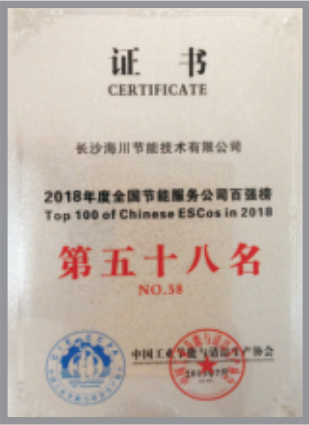 证书
CERTIFICATE
长沙海川节能技术有限公司
2018年度全国节能服务公司百强榜
Top 100 of Chinese ESCos in 2018
第五十八名
NO.58
中国工业节能与清洁生产协会